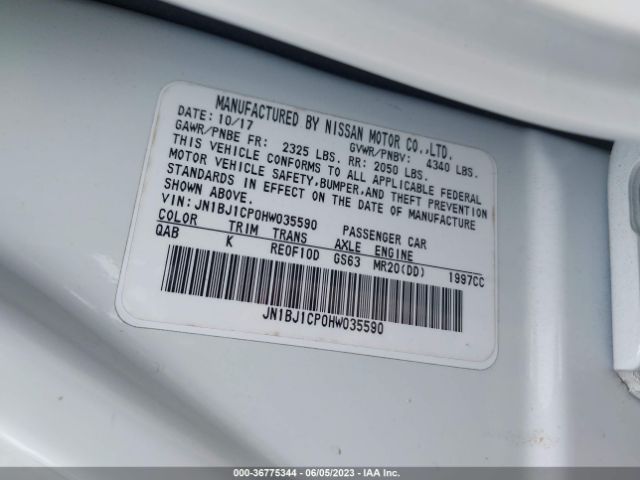 MANUFACTURED BY NISSAN MOTOR CO.,LTD.
DATE: 10/17 GVWR/PNBV: 4340 LBS.
GAWR/PNBE FR: 2325 LBS. RR: 2050 LBS.
THIS VEHICLE CONFORMS TO ALL APPLICABLE FEDERAL
MOTOR VEHICLE SAFETY,BUMPER,AND THEFT PREVENTION
STANDARDS IN EFFECT ON THE DATE OF MANUFACTURE
SHOWN ABOVE.
VIN: JN1BJ1CP0HW035590 PASSENGER CAR
COLOR TRIM TRANS AXLE ENGINE
QAB K RE0F10D GS63 MR20(DD) 1997CC
JN1BJ1CP0HW035590
000-36775344 / 06/05/2023 / IAA Inc.